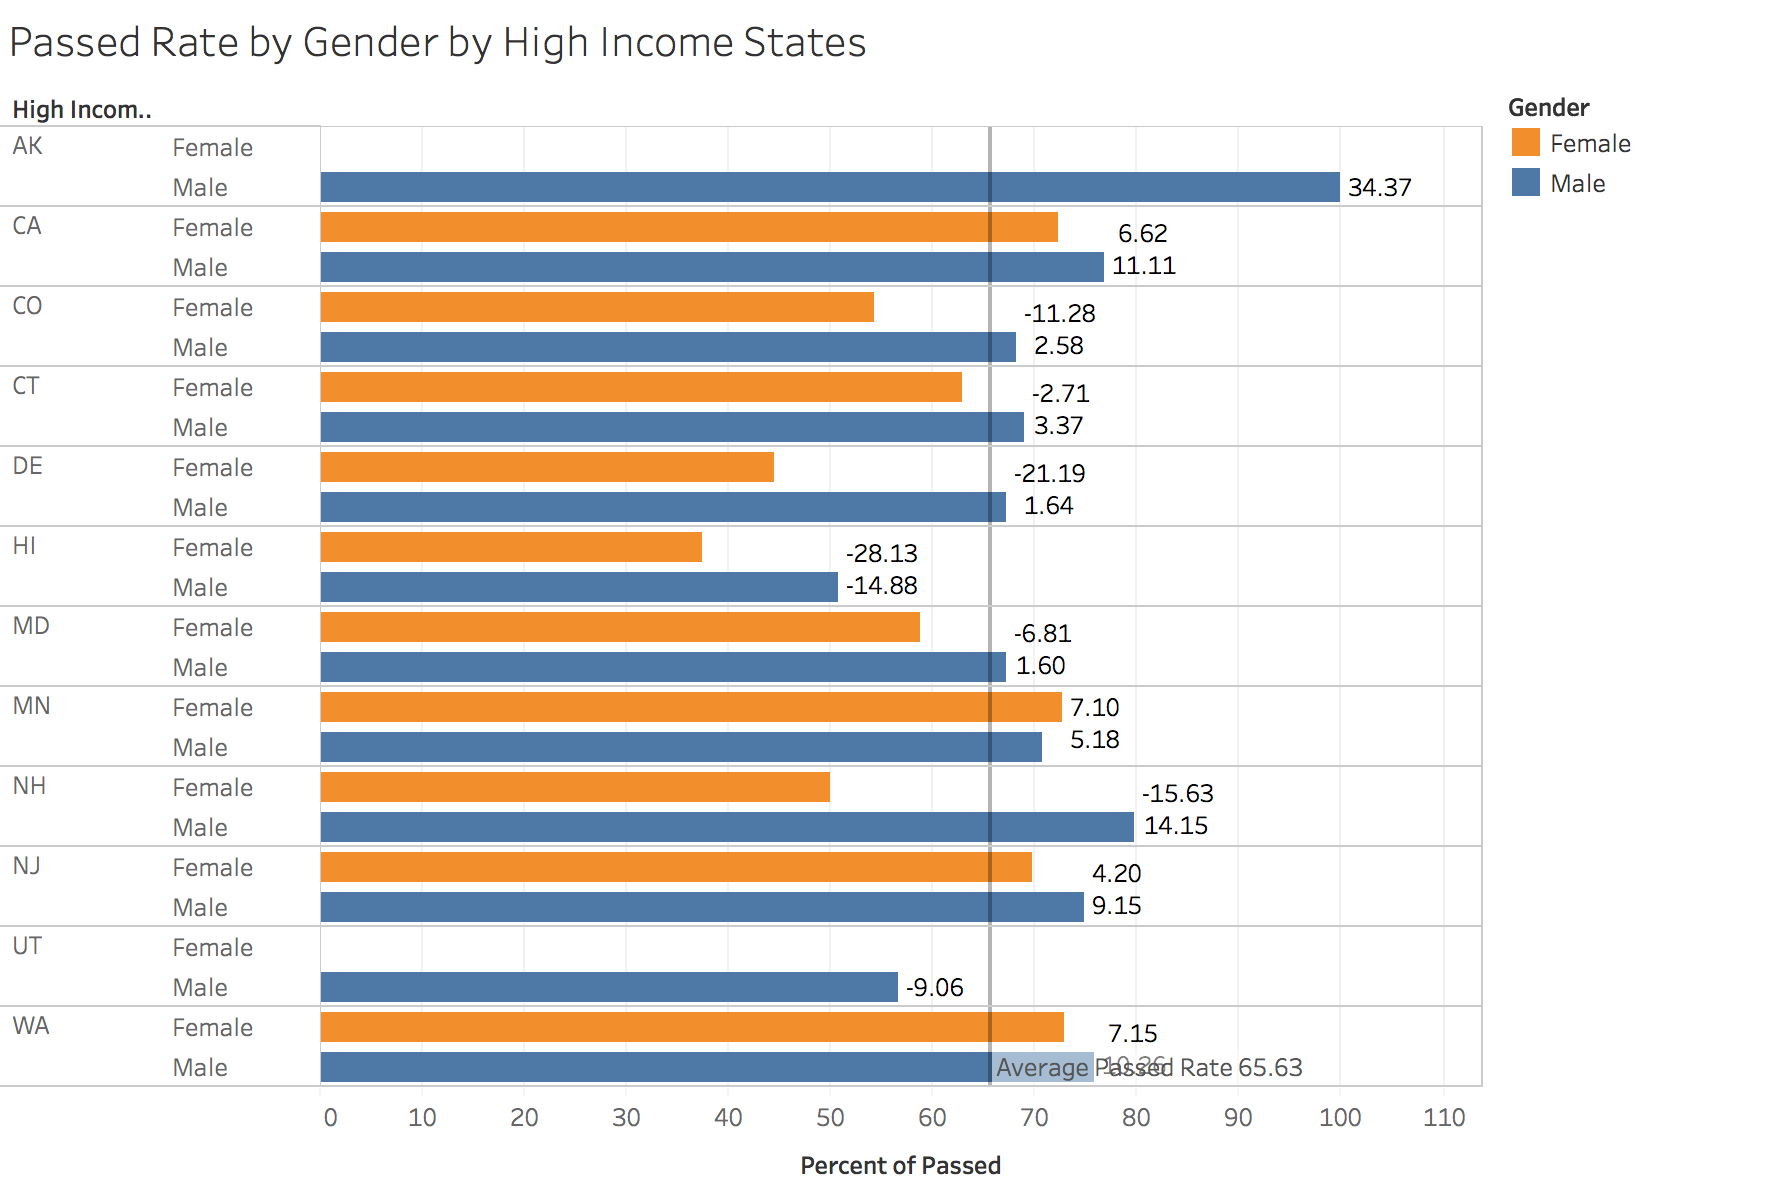 Passed Rate by Gender by High Income States
High Incom..
Gender
Female
Male
AK
Female
Male
34.37
CA
Female
6.62
Male
11.11
CO
Female
-11.28
Male
2.58
CT
Female
-2.71
Male
3.37
DE
Female
-21.19
Male
1.64
HI
Female
-28.13
Male
-14.88
MD
Female
-6.81
Male
1.60
MN
Female
7.10
Male
5.18
NH
Female
-15.63
Male
14.15
NJ
Female
4.20
Male
9.15
UT
Female
Male
-9.06
WA
Female
7.15
Male
Average Passed Rate 65.63
0 10 20 30 40 50 60 70 80 90 100 110
Percent of Passed